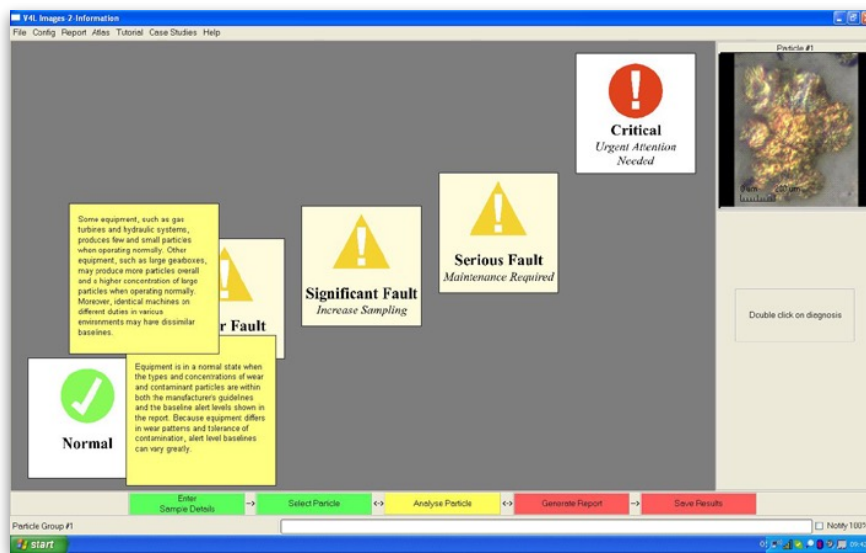 V4L Images-2-Information
File Config Report Atlas Tutorial Case Studies Help
Particle #1
Critical
Urgent Attention
Needed
0 um 200 um
Some equipment, such as gas
turbines and hydraulic systems,
produces few and small particles
when operating normally. Other
equipment, such as large gearboxes,
may produce more particles overall
and a higher concentration of large
particles when operating normally.
Moreover, identical machines on
different duties in various
environments may have dissimilar
baselines.
r Fault
Significant Fault
Increase Sampling
Serious Fault
Maintenance Required
Double click on diagnosis
Equipment is in a normal state when
the types and concentrations of wear
and contaminant particles are within
both the manufacturer's guidelines
and the baseline alert levels shown in
the report. Because equipment differs
in wear patterns and tolerance of
contamination, alert level baselines
can vary greatly.
Normal
Enter
Sample Details
-> Select Particle <-> Analyse Particle <-> Generate Report -> Save Results
Particle Group #1
Notify 100%
start